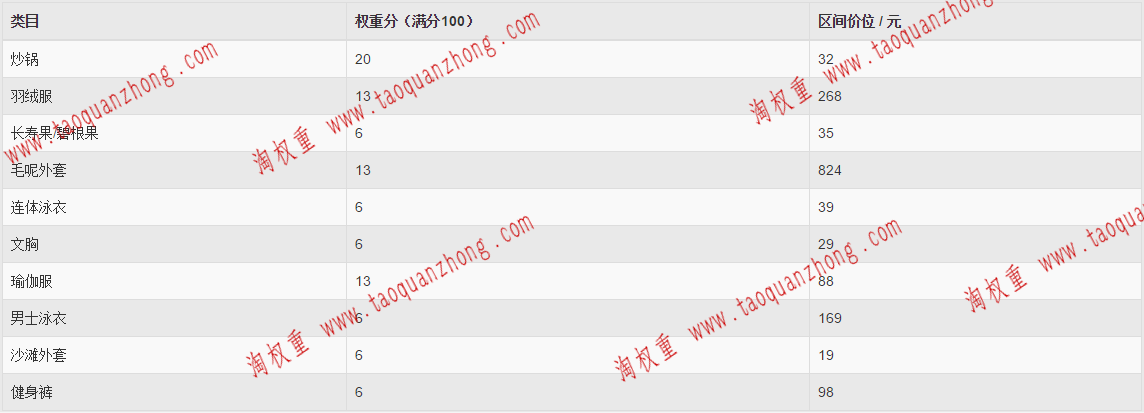 类目 权重分（满分100） 区间价位 / 元
炒锅 20 32
羽绒服 13 268
长寿果/碧根果 6 35
毛呢外套 13 824
连体泳衣 6 39
文胸 6 29
瑜伽服 13 88
男士泳衣 6 169
沙滩外套 6 19
健身裤 6 98
www.taoquanzhong.com
淘权重 www.taoquanzhong.com
淘权重 www.taoquanzhong.com
淘权重 www.taoquanzhong.com
淘权重 www.taoquanzhong.com
淘权重 www.taoqua